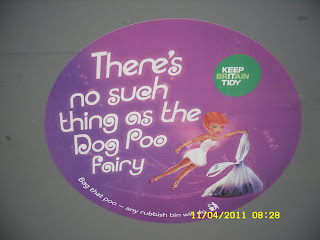 There's
no such
thing as the
Dog Poo
fairy
KEEP
BRITAIN
TIDY
Bag that poo – any rubbish bin will
11/04/2011 08:28